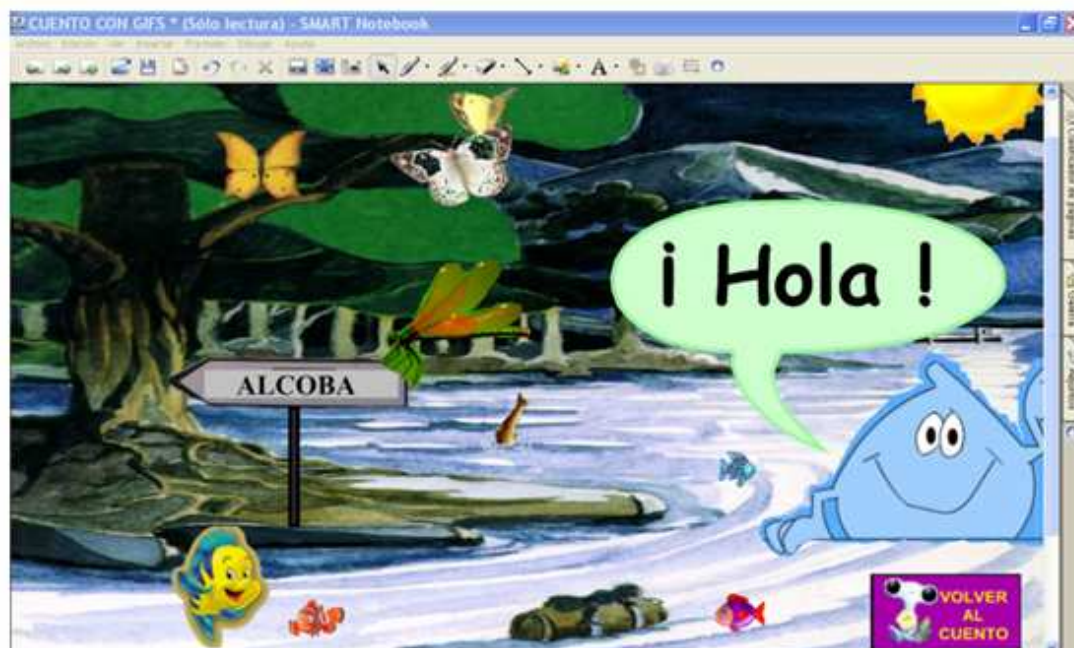 CUENTO CON GIFS * (Sólo lectura) - SMART Notebook
¡ Hola !
ALCOBA
VOLVER
AL
CUENTO